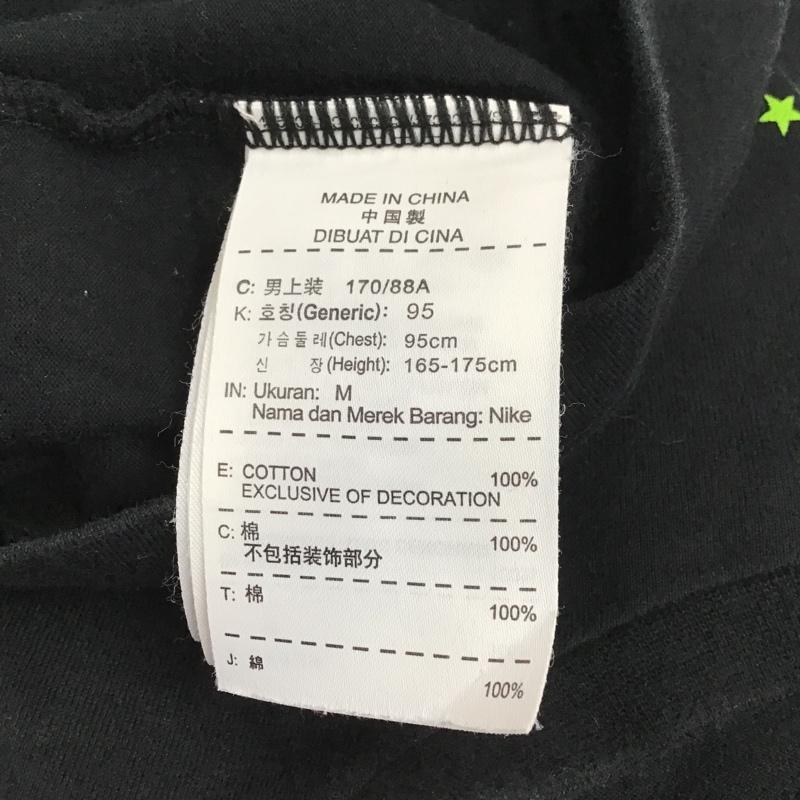 MADE IN CHINA
中国製
DIBUAT DI CINA
C: 男上装 170/88A
K: 호칭(Generic): 95
가슴둘레(Chest): 95cm
신 장(Height): 165-175cm
IN: Ukuran: M
Nama dan Merek Barang: Nike
E: COTTON 100%
EXCLUSIVE OF DECORATION
C: 棉 100%
不包括装饰部分
T: 棉 100%
J: 綿 100%